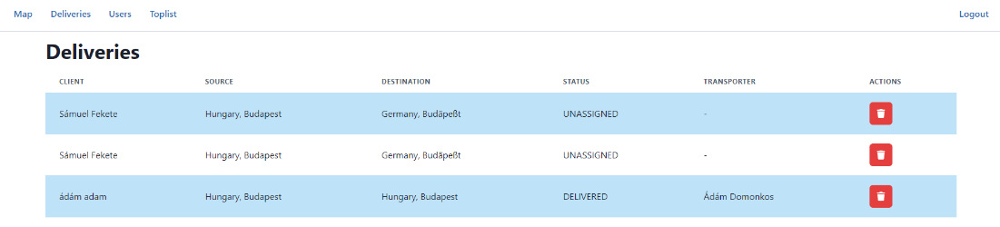 Map Deliveries Users Toplist Logout
Deliveries
CLIENT SOURCE DESTINATION STATUS TRANSPORTER ACTIONS
Sámuel Fekete Hungary, Budapest Germany, Budäpeßt UNASSIGNED -
Sámuel Fekete Hungary, Budapest Germany, Budäpeßt UNASSIGNED -
ádám adam Hungary, Budapest Hungary, Budapest DELIVERED Ádám Domonkos